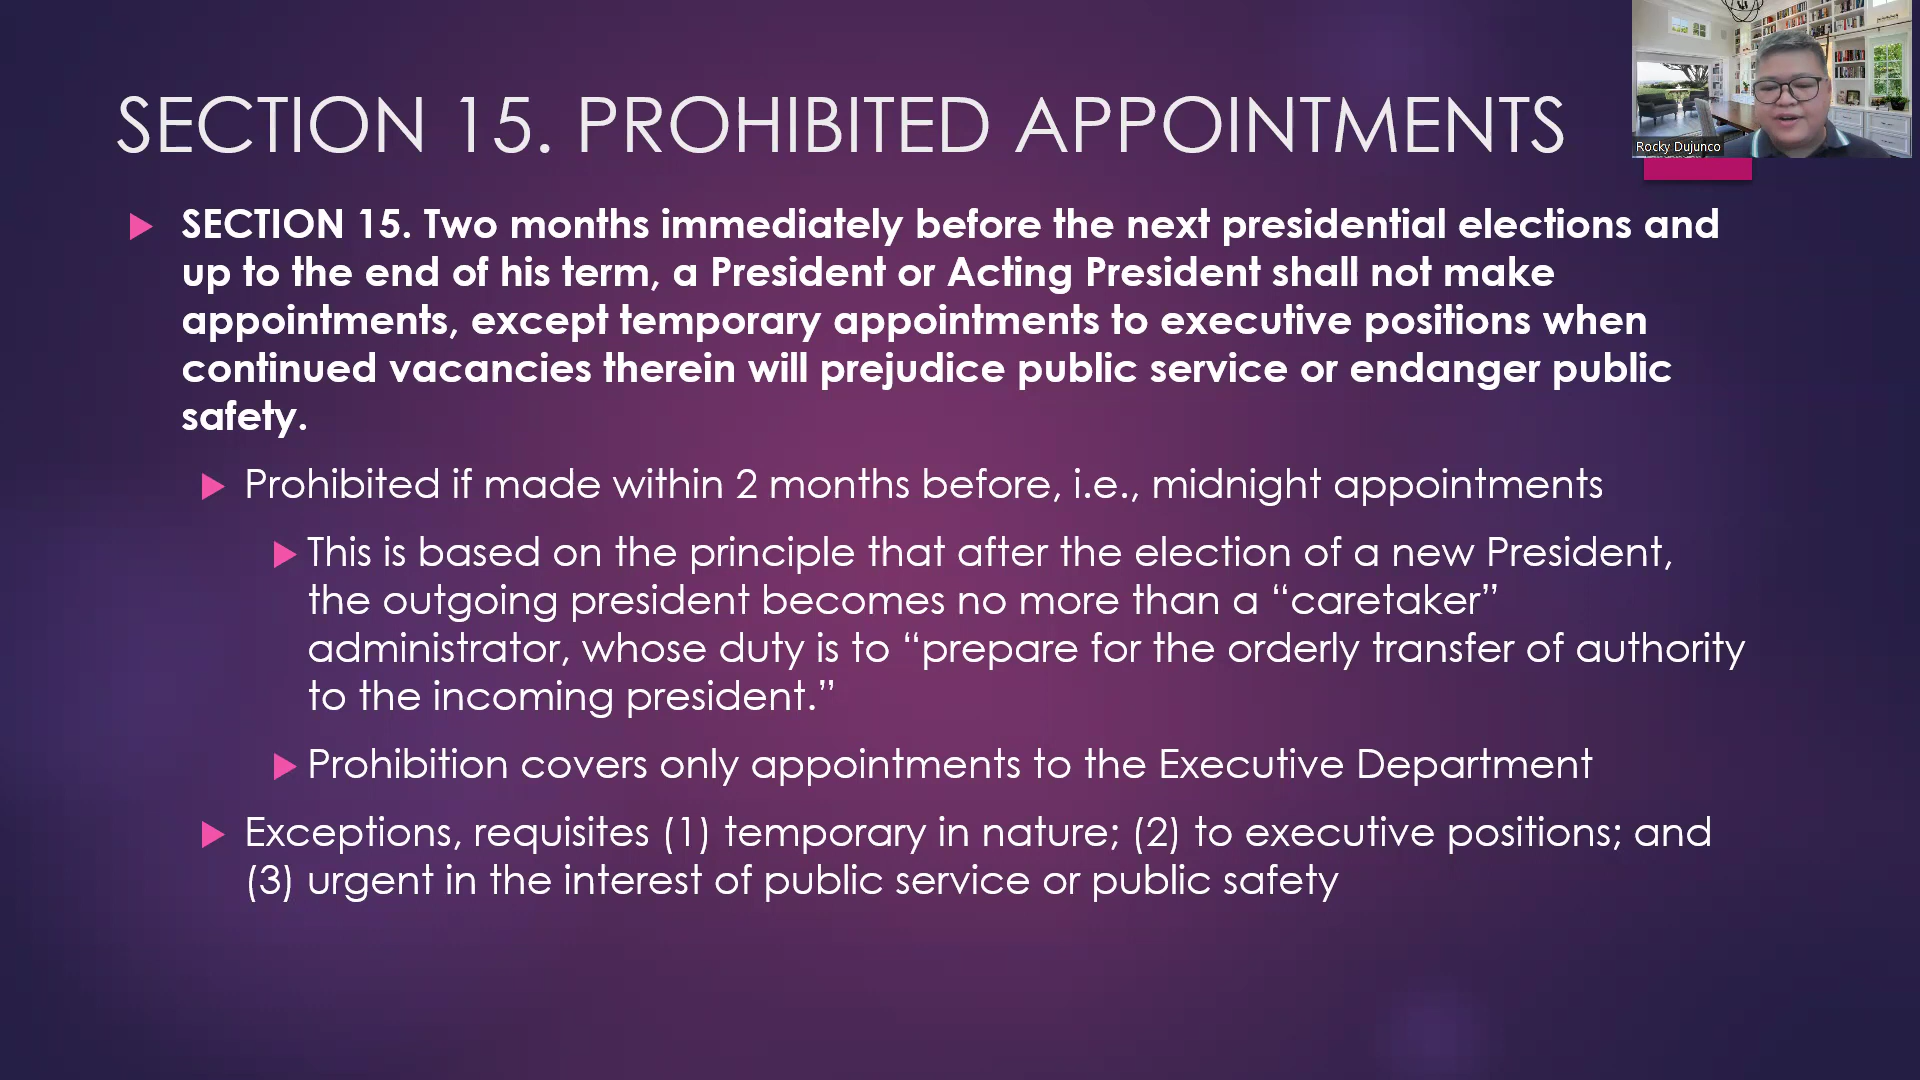 SECTION 15. PROHIBITED APPOINTMENTS
Rocky Dujunco
SECTION 15. Two months immediately before the next presidential elections and
up to the end of his term, a President or Acting President shall not make
appointments, except temporary appointments to executive positions when
continued vacancies therein will prejudice public service or endanger public
safety.
Prohibited if made within 2 months before, i.e., midnight appointments
This is based on the principle that after the election of a new President,
the outgoing president becomes no more than a “caretaker”
administrator, whose duty is to “prepare for the orderly transfer of authority
to the incoming president.”
Prohibition covers only appointments to the Executive Department
Exceptions, requisites (1) temporary in nature; (2) to executive positions; and
(3) urgent in the interest of public service or public safety